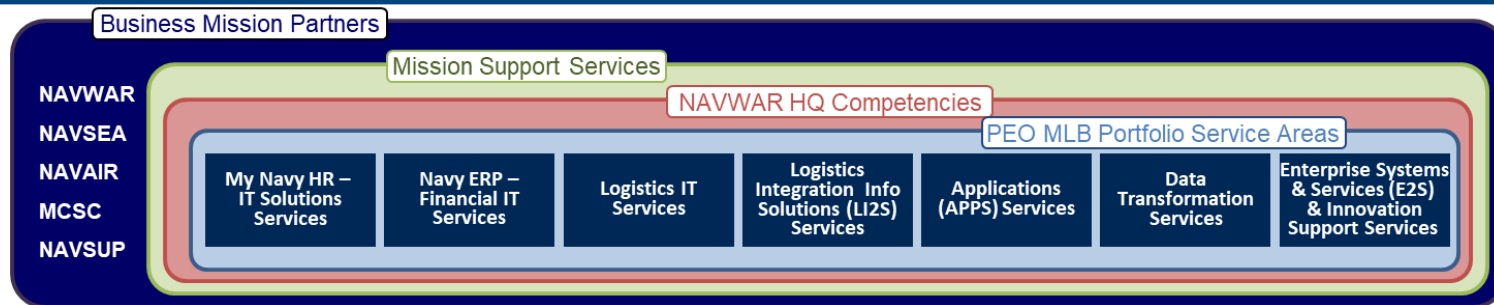 Business Mission Partners
Mission Support Services
NAVWAR HQ Competencies
PEO MLB Portfolio Service Areas
NAVWAR
NAVSEA
NAVAIR
MCSC
NAVSUP
My Navy HR –
IT Solutions
Services
Navy ERP –
Financial IT
Services
Logistics IT
Services
Logistics
Integration Info
Solutions (LI2S)
Services
Applications
(APPS) Services
Data
Transformation
Services
Enterprise Systems
& Services (E2S)
& Innovation
Support Services